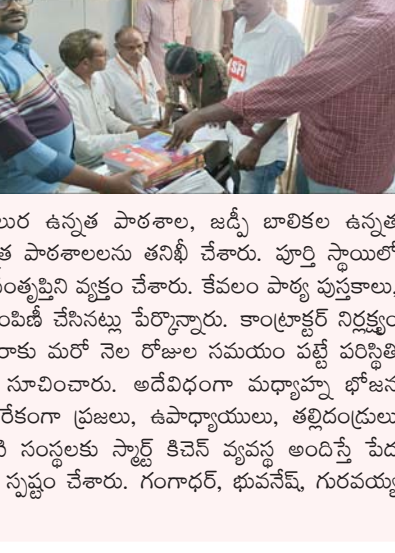 SFI
లుర ఉన్నత పాఠశాల, జడ్పీ బాలికల ఉన్నత
త పాఠశాలలను తనిఖీ చేశారు. పూర్తి స్థాయిలో
ంతృప్తిని వ్యక్తం చేశారు. కేవలం పాఠ్య పుస్తకాలు,
ంపిణీ చేసినట్లు పేర్కొన్నారు. కాంట్రాక్టర్ నిర్లక్ష్యం
రాకు మరో నెల రోజుల సమయం పట్టే పరిస్థితి
సూచించారు. అదేవిధంగా మధ్యాహ్న భోజన
రేకంగా ప్రజలు, ఉపాధ్యాయులు, తల్లిదండ్రులు
ి సంస్థలకు స్మార్ట్ కిచెన్ వ్యవస్థ అందిస్తే పేద
స్పష్టం చేశారు. గంగాధర్, భువనేష్, గురవయ్య